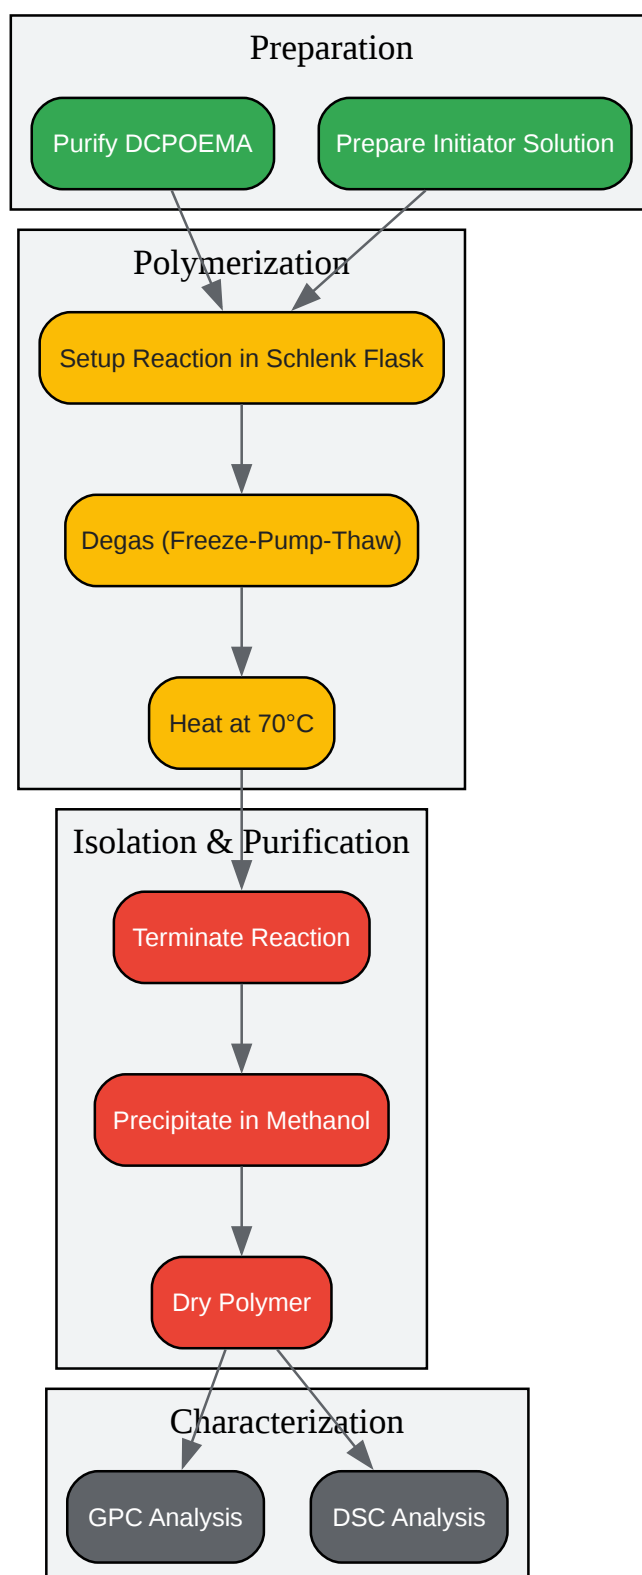 Preparation
Purify DCPOEMA
Prepare Initiator Solution
Polymerization
Setup Reaction in Schlenk Flask
Degas (Freeze-Pump-Thaw)
Heat at 70°C
Isolation & Purification
Terminate Reaction
Precipitate in Methanol
Dry Polymer
Characterization
GPC Analysis
DSC Analysis